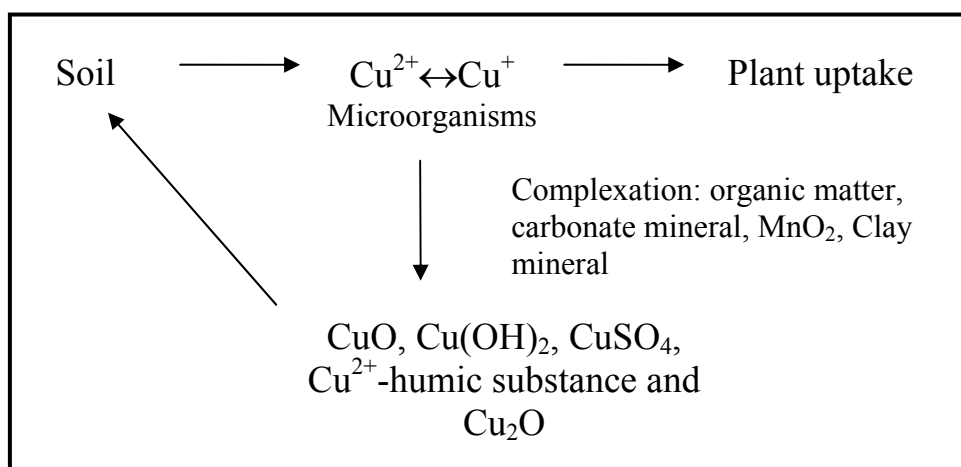 Soil
Cu²⁺↔Cu⁺
Plant uptake
Microorganisms
Complexation: organic matter,
carbonate mineral, MnO₂, Clay
mineral
CuO, Cu(OH)₂, CuSO₄,
Cu²⁺-humic substance and
Cu₂O